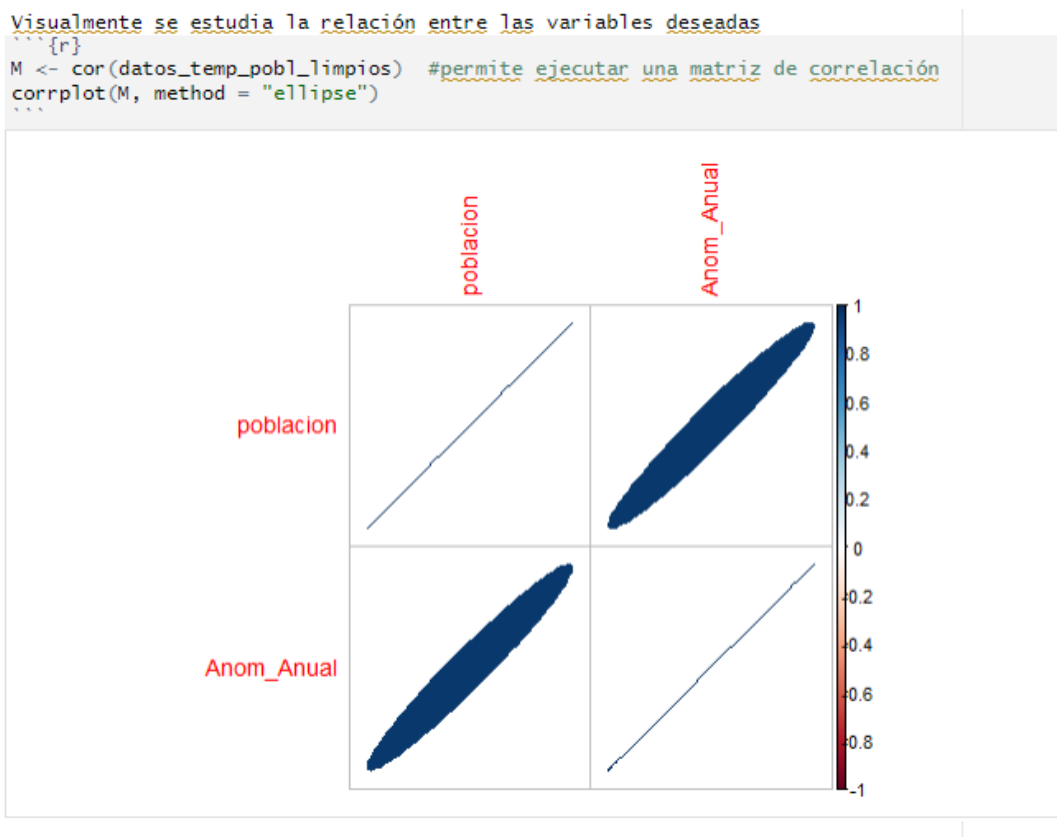 Visualmente se estudia la relación entre las variables deseadas
```{r}
M <- cor(datos_temp_pobl_limpios)  #permite ejecutar una matriz de correlación
corrplot(M, method = "ellipse")
```
poblacion
Anom_Anual
poblacion
Anom_Anual
1
0.8
0.6
0.4
0.2
0
-0.2
-0.4
-0.6
-0.8
-1